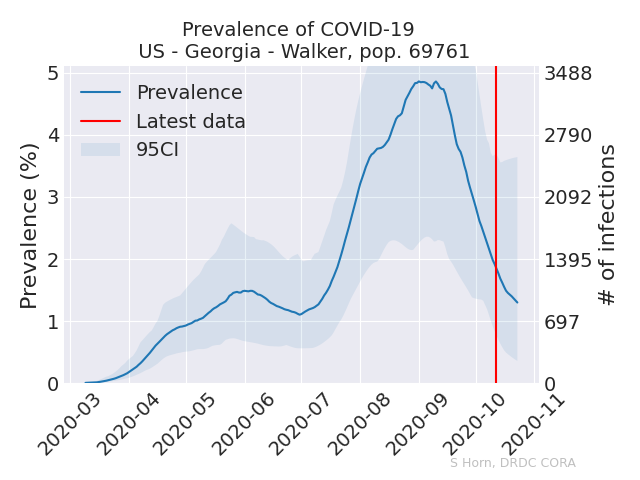 Prevalence of COVID-19
US - Georgia - Walker, pop. 69761
Prevalence (%)
5
4
3
2
1
0
Prevalence
Latest data
95CI
3488
2790
2092
1395
697
0
# of infections
2020-03
2020-04
2020-05
2020-06
2020-07
2020-08
2020-09
2020-10
2020-11
S Horn, DRDC CORA